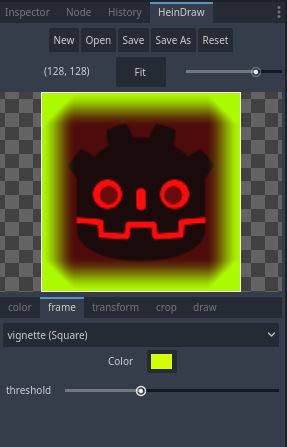 Inspector Node History HeinDraw
New Open Save Save As Reset
(128, 128) Fit
color frame transform crop draw
vignette (Square)
Color
threshold